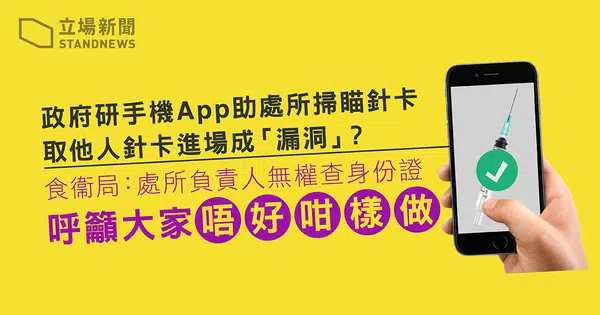 立場新聞
STANDNEWS
政府研手機App助處所掃瞄針卡
取他人針卡進場成「漏洞」？
食衞局：處所負責人無權查身份證
呼籲大家唔好咁樣做